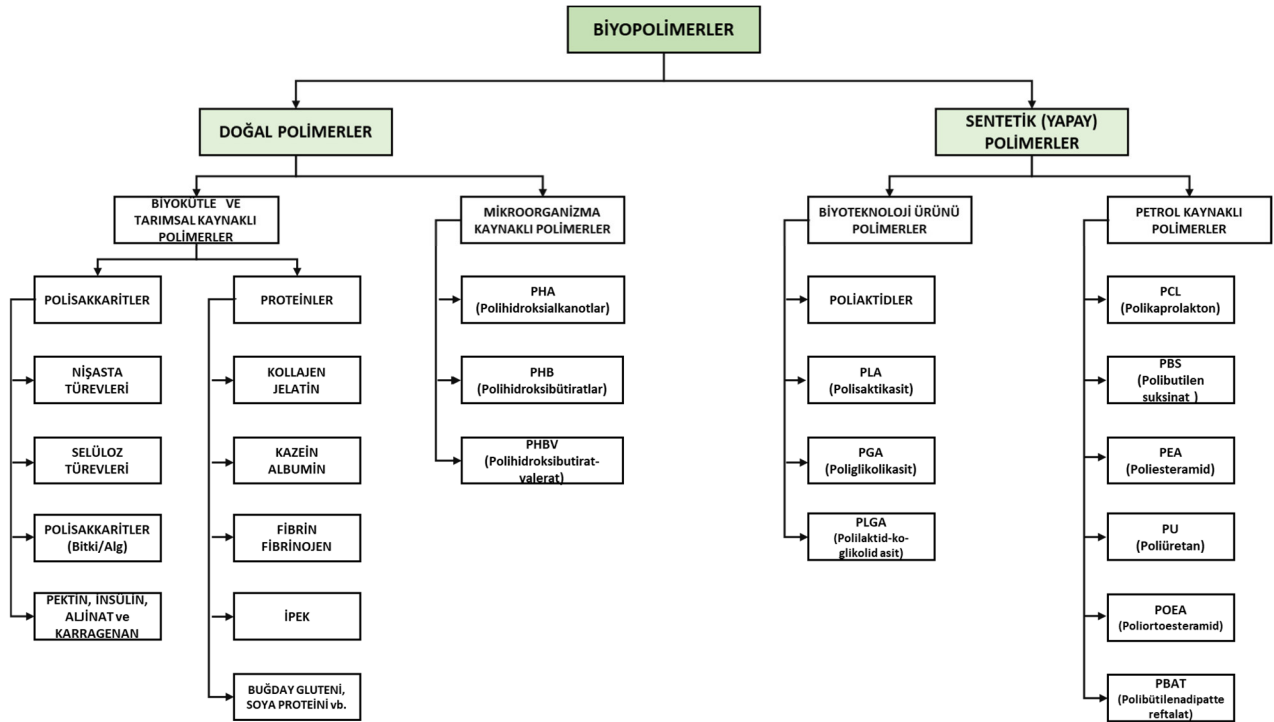 BİYOPOLİMERLER
DOĞAL POLİMERLER
SENTETİK (YAPAY)
POLİMERLER
BİYOKÜTLE VE
TARIMSAL KAYNAKLI
POLİMERLER
MİKROORGANİZMA
KAYNAKLI POLİMERLER
BİYOTEKNOLOJİ ÜRÜNÜ
POLİMERLER
PETROL KAYNAKLI
POLİMERLER
POLİSAKKARİTLER
NİŞASTA
TÜREVLERİ
SELÜLOZ
TÜREVLERİ
POLİSAKKARİTLER
(Bitki/Alg)
PEKTİN, İNSÜLİN,
ALJİNAT ve
KARRAGENAN
PROTEİNLER
KOLLAJEN
JELATİN
KAZEİN
ALBUMİN
FİBRİN
FİBRİNOJEN
İPEK
BUĞDAY GLUTENİ,
SOYA PROTEİNİ vb.
PHA
(Polihidroksialkanotlar)
PHB
(Polihidroksibütiratlar)
PHBV
(Polihidroksibutirat-
valerat)
POLİAKTİDLER
PLA
(Polisaktikasit)
PGA
(Poliglikolikasit)
PLGA
(Polilaktid-ko-
glikolid asit)
PCL
(Polikaprolakton)
PBS
(Polibutilen
suksinat )
PEA
(Poliesteramid)
PU
(Poliüretan)
POEA
(Poliortoesteramid)
PBAT
(Polibütilenadipatte
reftalat)